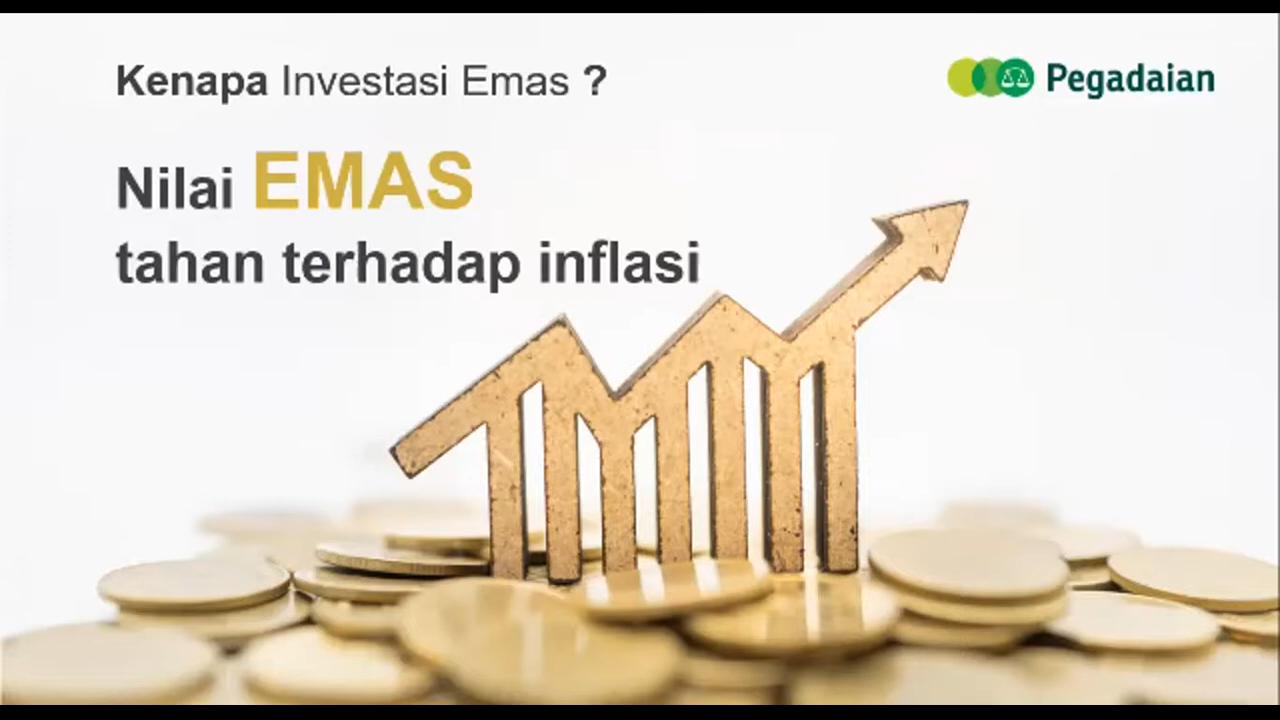 Kenapa Investasi Emas ?
Pegadaian
Nilai EMAS
tahan terhadap inflasi